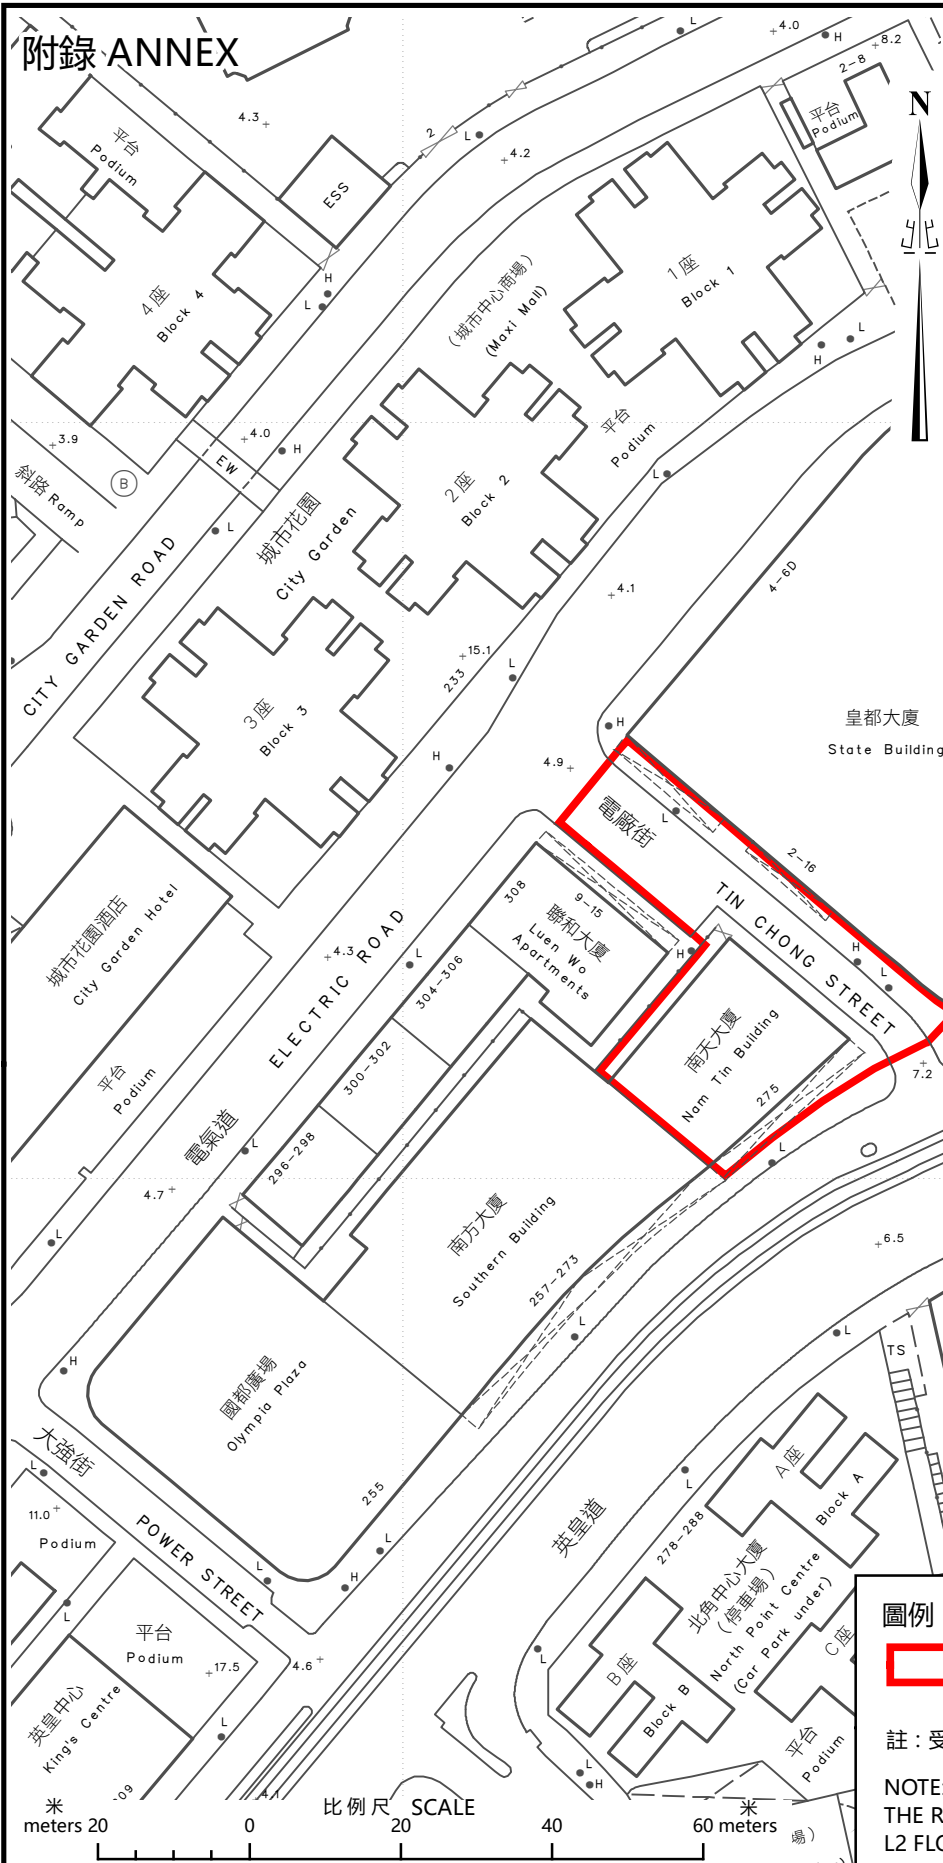 附錄 ANNEX
4.0
H
8.2
2-8
L
平台
Podium
N
北
4.3
2
L
4.2
平台
Podium
ESS
1座
Block 1
4座
Block 4
H
L
(城市中心商場)
(Maxi Mall)
L
H
平台
Podium
3.9
4.0
H
EW
斜路 Ramp
B
L
2座
Block 2
L
城市花園
City Garden
CITY GARDEN ROAD
4-6D
4.1
15.1
233
L
3座
Block 3
H
H
皇都大廈
State Building
4.9
電廠街
L
2-16
TIN CHONG STREET
308
9-15
聯和大廈
Luen Wo
Apartments
H
H
L
城市花園酒店
City Garden Hotel
4.3
L
ELECTRIC ROAD
304-306
300-302
296-298
南天大廈
Nam Tin Building
275
7.2
平台
Podium
電氣道
L
L
4.7
L
南方大廈
Southern Building
257-273
6.5
L
L
TS
H
國都廣場
Olympia Plaza
大強街
L
255
L
A座
Block A
11.0
Podium
POWER STREET
英皇道
278-288
北角中心大廈
(停車場)
North Point Centre
(Car Park under)
L
H
L
L
平台
Podium
17.5
4.6
L
B座
Block B
C座
英皇中心
King's Centre
L
平台
Podium
L
H
圖例
註：受
NOTE:
THE R
L2 FLO
比例尺 SCALE
米
meters 20 0 20 40 60 meters
米